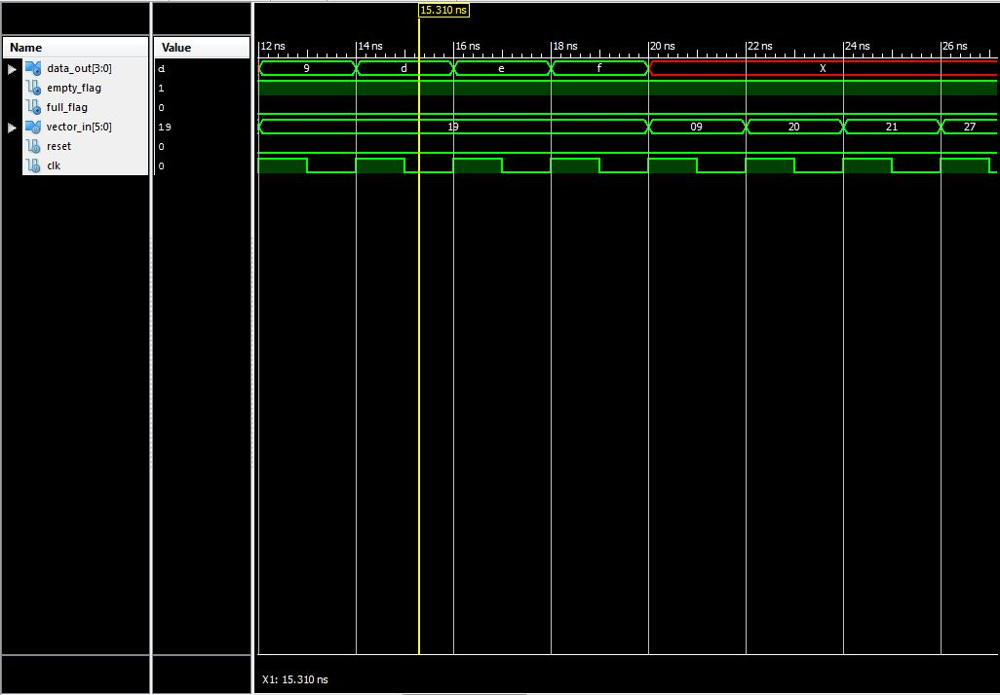 15.310 ns
Name Value 12 ns 14 ns 16 ns 18 ns 20 ns 22 ns 24 ns 26 ns
data_out[3:0] d 9 d e f X
empty_flag 1
full_flag 0
vector_in[5:0] 19 19 09 20 21 27
reset 0
clk 0
X1: 15.310 ns